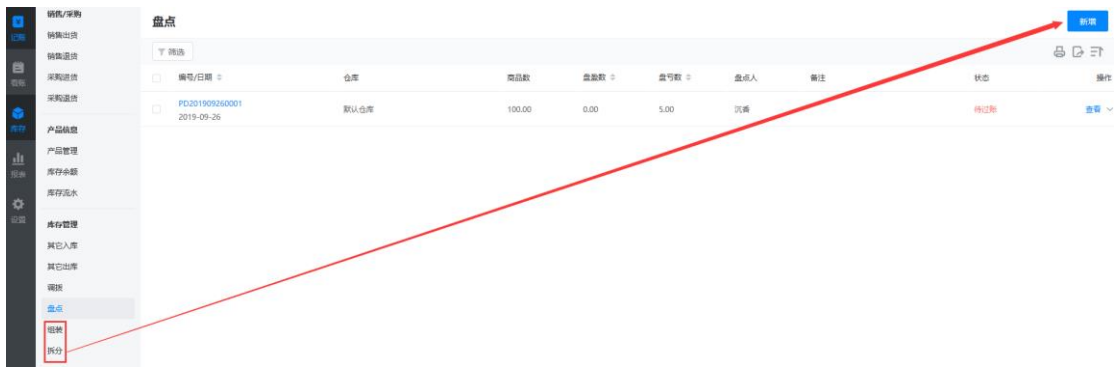 记账
看账
库存
报表
设置
销售/采购
销售出货
销售退货
采购进货
采购退货
产品信息
产品管理
库存余额
库存流水
库存管理
其它入库
其它出库
调拨
盘点
组装
拆分
盘点
新增
筛选
编号/日期 仓库 商品数 盘盈数 盘亏数 盘点人 备注 状态 操作
PD201909260001
2019-09-26
默认仓库 100.00 0.00 5.00 沉香 待过账 查看